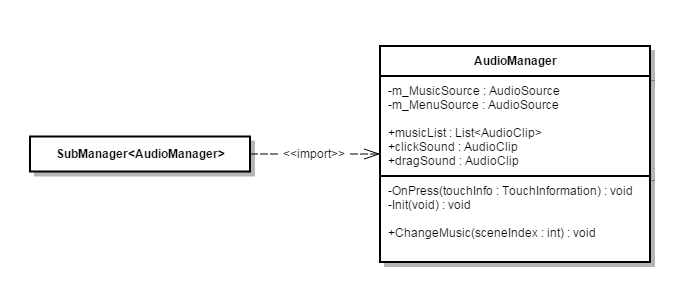 AudioManager
-m_MusicSource : AudioSource
-m_MenuSource : AudioSource
+musicList : List<AudioClip>
+clickSound : AudioClip
+dragSound : AudioClip
SubManager<AudioManager>
<<import>>
-OnPress(touchInfo : TouchInformation) : void
-Init(void) : void
+ChangeMusic(sceneIndex : int) : void